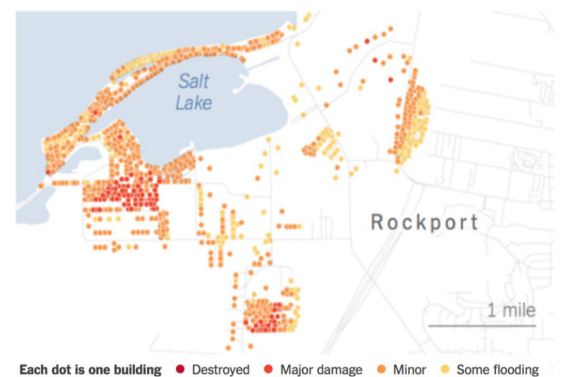 Salt
Lake
Rockport
1 mile
Each dot is one building Destroyed Major damage Minor Some flooding